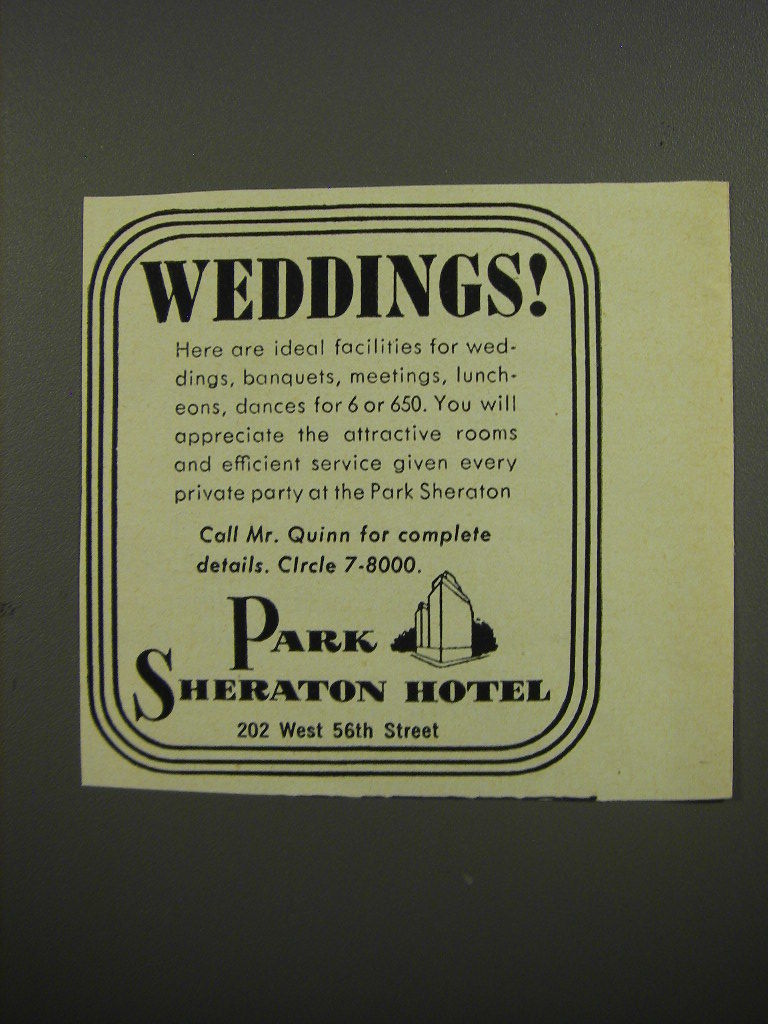 WEDDINGS!
Here are ideal facilities for wed-
dings, banquets, meetings, lunch-
eons, dances for 6 or 650. You will
appreciate the attractive rooms
and efficient service given every
private party at the Park Sheraton
Call Mr. Quinn for complete
details. CIrcle 7-8000.
PARK
SHERATON HOTEL
202 West 56th Street